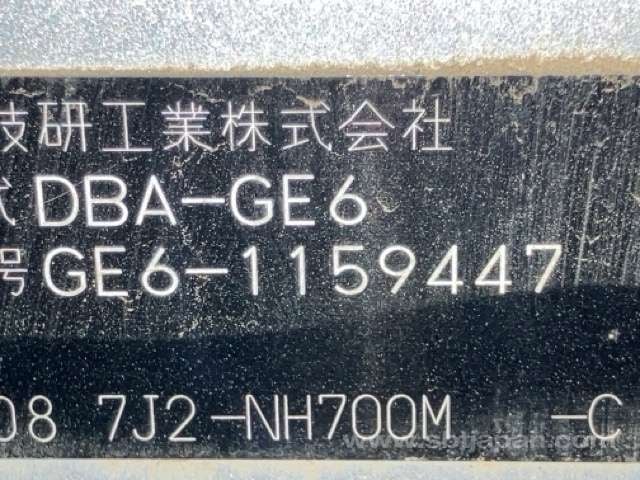 技研工業株式会社
式 DBA-GE6
号 GE6-1159447
08 7J2-NH700M -C
www.sbtjapan.com